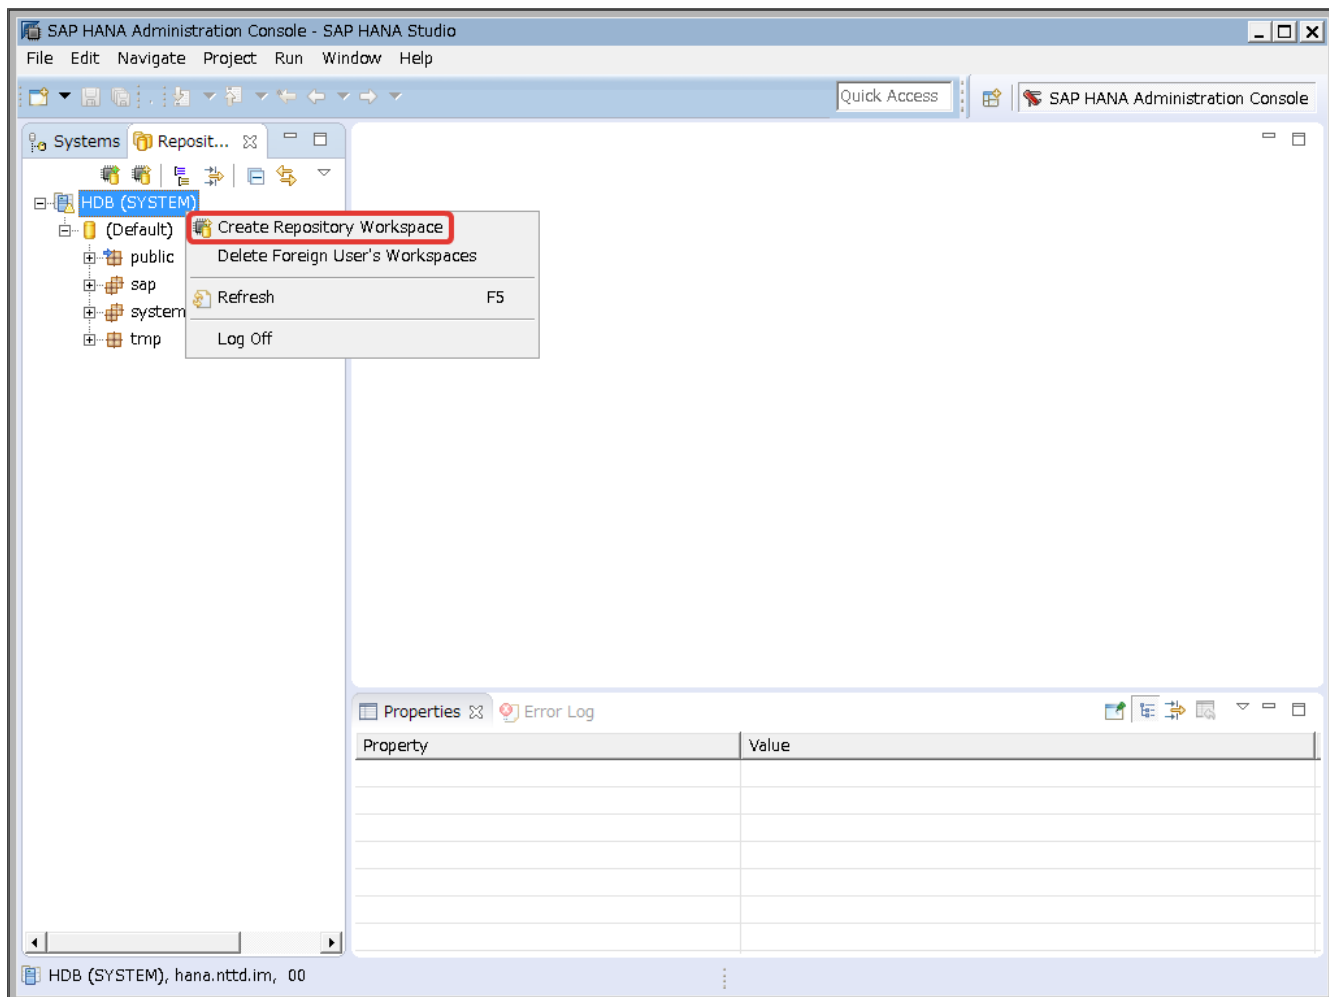 SAP HANA Administration Console - SAP HANA Studio
File Edit Navigate Project Run Window Help
Quick Access
SAP HANA Administration Console
Systems Reposit...
HDB (SYSTEM)
(Default)
public
sap
system
tmp
Create Repository Workspace
Delete Foreign User's Workspaces
Refresh F5
Log Off
Properties Error Log
Property Value
HDB (SYSTEM), hana.nttd.im, 00